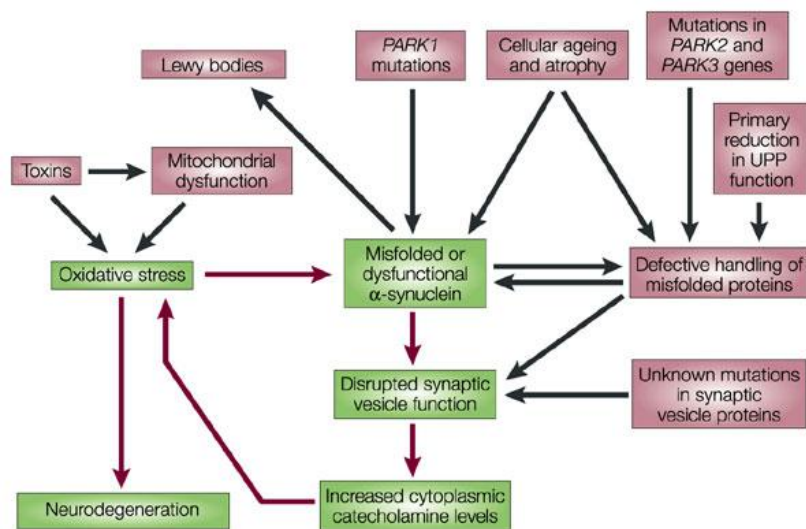 Lewy bodies
PARK1
mutations
Cellular ageing
and atrophy
Mutations in
PARK2 and
PARK3 genes
Primary
reduction
in UPP
function
Toxins
Mitochondrial
dysfunction
Oxidative stress
Misfolded or
dysfunctional
α-synuclein
Defective handling of
misfolded proteins
Disrupted synaptic
vesicle function
Unknown mutations
in synaptic
vesicle proteins
Neurodegeneration
Increased cytoplasmic
catecholamine levels